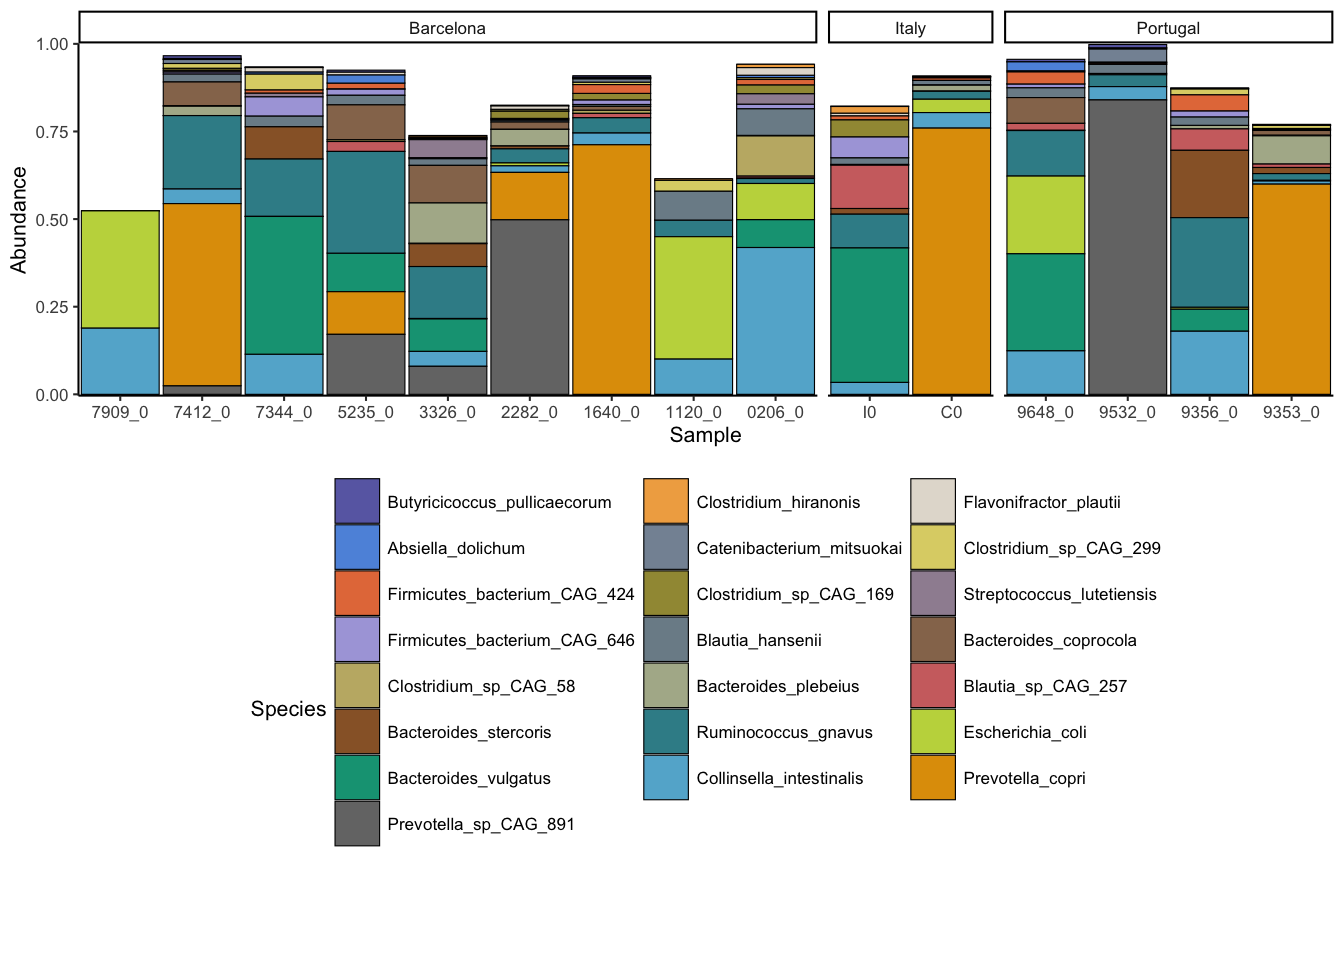 Barcelona Italy Portugal
1.00
0.75
0.50
0.25
0.00
Abundance
7909_0 7412_0 7344_0 5235_0 3326_0 2282_0 1640_0 1120_0 0206_0 I0 C0 9648_0 9532_0 9356_0 9353_0
Sample
Species
Butyricicoccus_pullicaecorum Clostridium_hiranonis Flavonifractor_plautii
Absiella_dolichum Catenibacterium_mitsuokai Clostridium_sp_CAG_299
Firmicutes_bacterium_CAG_424 Clostridium_sp_CAG_169 Streptococcus_lutetiensis
Firmicutes_bacterium_CAG_646 Blautia_hansenii Bacteroides_coprocola
Clostridium_sp_CAG_58 Bacteroides_plebeius Blautia_sp_CAG_257
Bacteroides_stercoris Ruminococcus_gnavus Escherichia_coli
Bacteroides_vulgatus Collinsella_intestinalis Prevotella_copri
Prevotella_sp_CAG_891